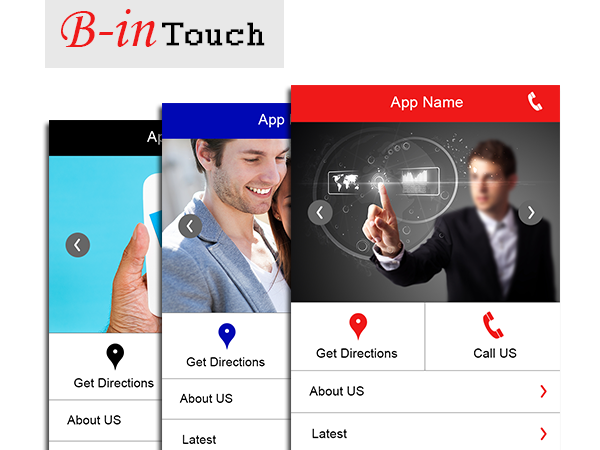 B-in Touch
App Name
Get Directions
Call US
About US
Latest
App
Get Directions
About US
Latest
Ap
Get Directions
About US